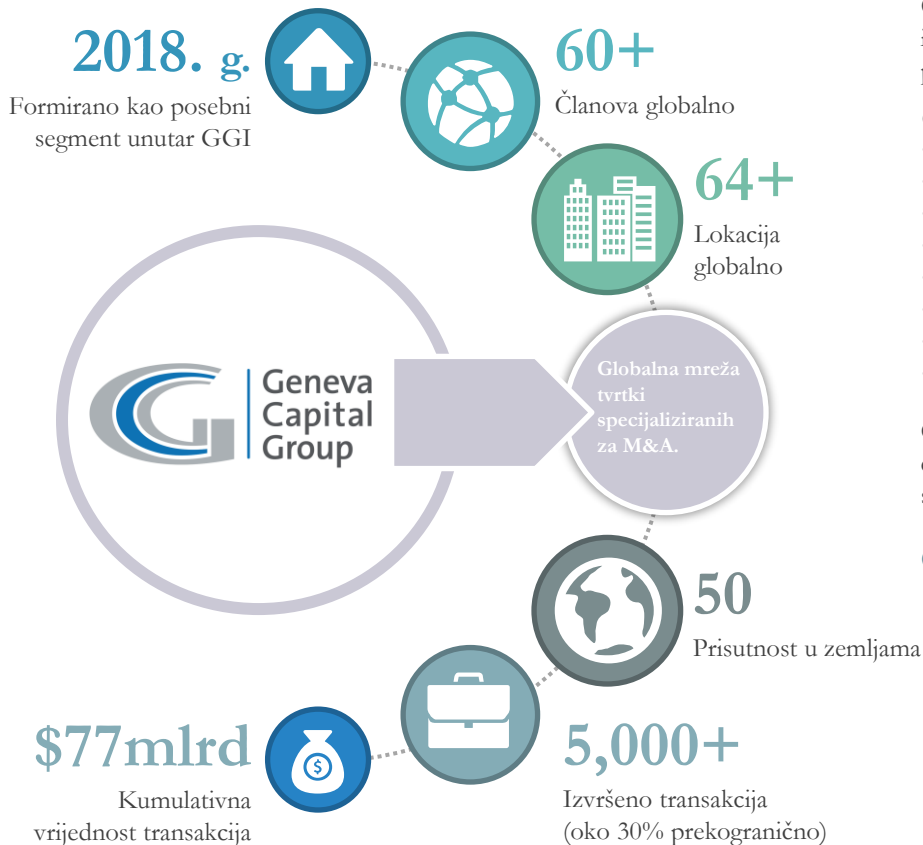 2018. g.
Formirano kao posebni
segment unutar GGI
60+
Članova globalno
64+
Lokacija
globalno
Geneva
Capital
Group
Globalna mreža
tvrtki
specijaliziranih
za M&A.
50
Prisutnost u zemljama
5,000+
Izvršeno transakcija
(oko 30% prekogranično)
$77mlrd
Kumulativna
vrijednost transakcija